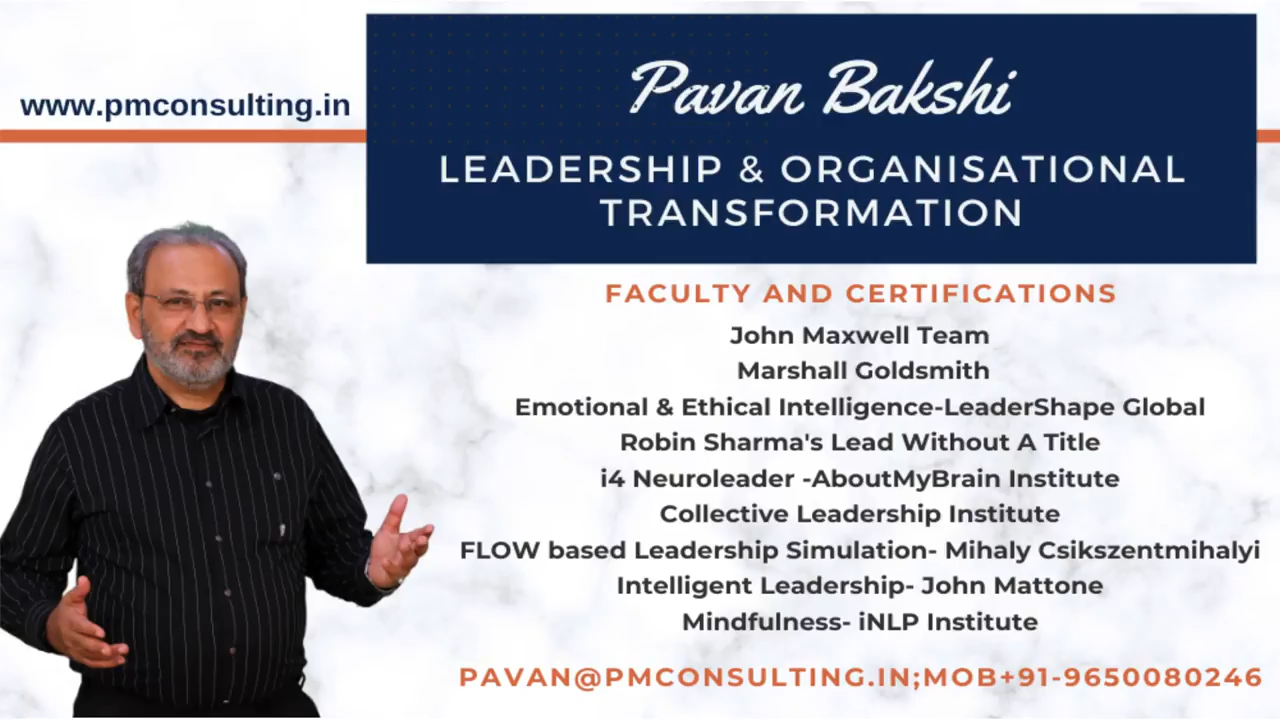 www.pmconsulting.in
Pavan Bakshi
LEADERSHIP & ORGANISATIONAL
TRANSFORMATION
FACULTY AND CERTIFICATIONS
John Maxwell Team
Marshall Goldsmith
Emotional & Ethical Intelligence-LeaderShape Global
Robin Sharma's Lead Without A Title
i4 Neuroleader -AboutMyBrain Institute
Collective Leadership Institute
FLOW based Leadership Simulation- Mihaly Csikszentmihalyi
Intelligent Leadership- John Mattone
Mindfulness- iNLP Institute
PAVAN@PMCONSULTING.IN;MOB+91-9650080246